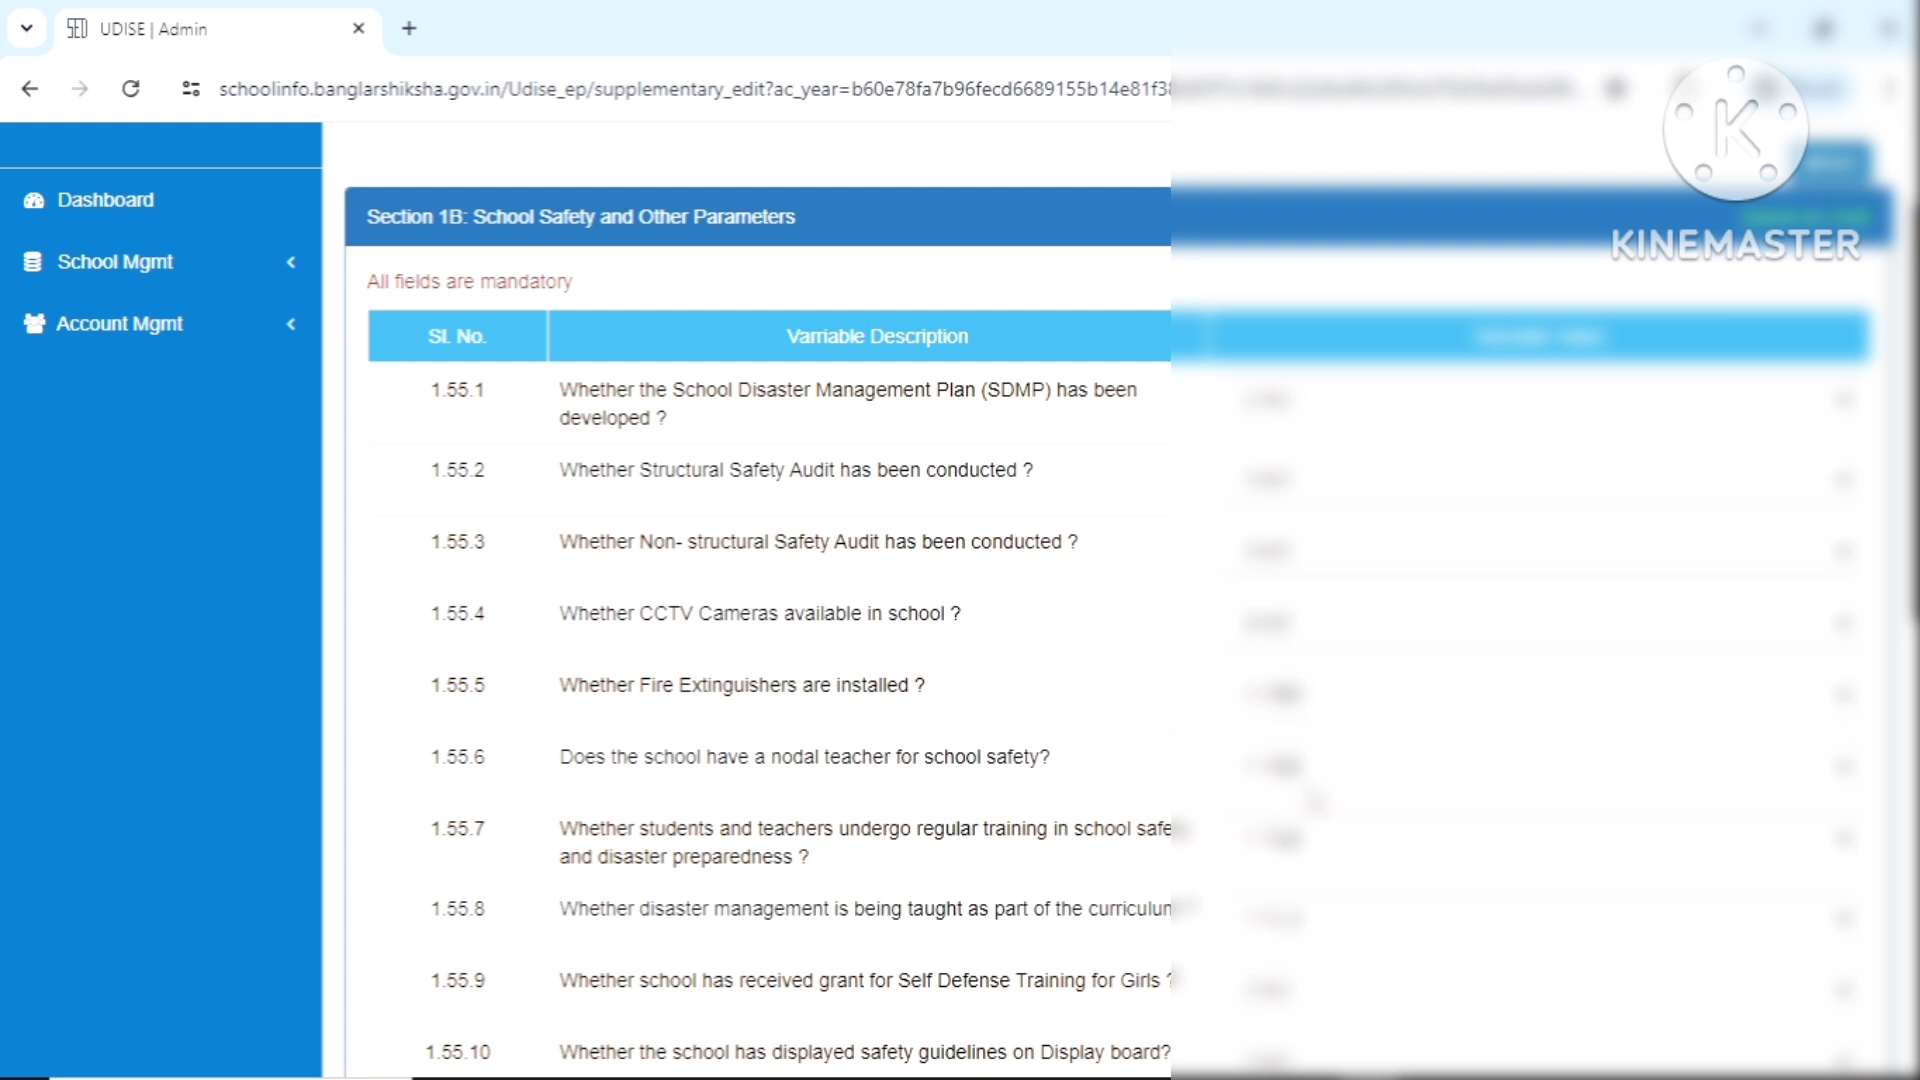 UDISE | Admin
schoolinfo.banglarshiksha.gov.in/Udise_ep/supplementary_edit?ac_year=b60e78fa7b96fecd6689155b14e81f38
K
KINEMASTER
Dashboard
School Mgmt
Account Mgmt
Section 1B: School Safety and Other Parameters
All fields are mandatory
Sl. No. Varriable Description
1.55.1 Whether the School Disaster Management Plan (SDMP) has been
developed ?
1.55.2 Whether Structural Safety Audit has been conducted ?
1.55.3 Whether Non- structural Safety Audit has been conducted ?
1.55.4 Whether CCTV Cameras available in school ?
1.55.5 Whether Fire Extinguishers are installed ?
1.55.6 Does the school have a nodal teacher for school safety?
1.55.7 Whether students and teachers undergo regular training in school safe
and disaster preparedness ?
1.55.8 Whether disaster management is being taught as part of the curriculum
1.55.9 Whether school has received grant for Self Defense Training for Girls ?
1.55.10 Whether the school has displayed safety guidelines on Display board?